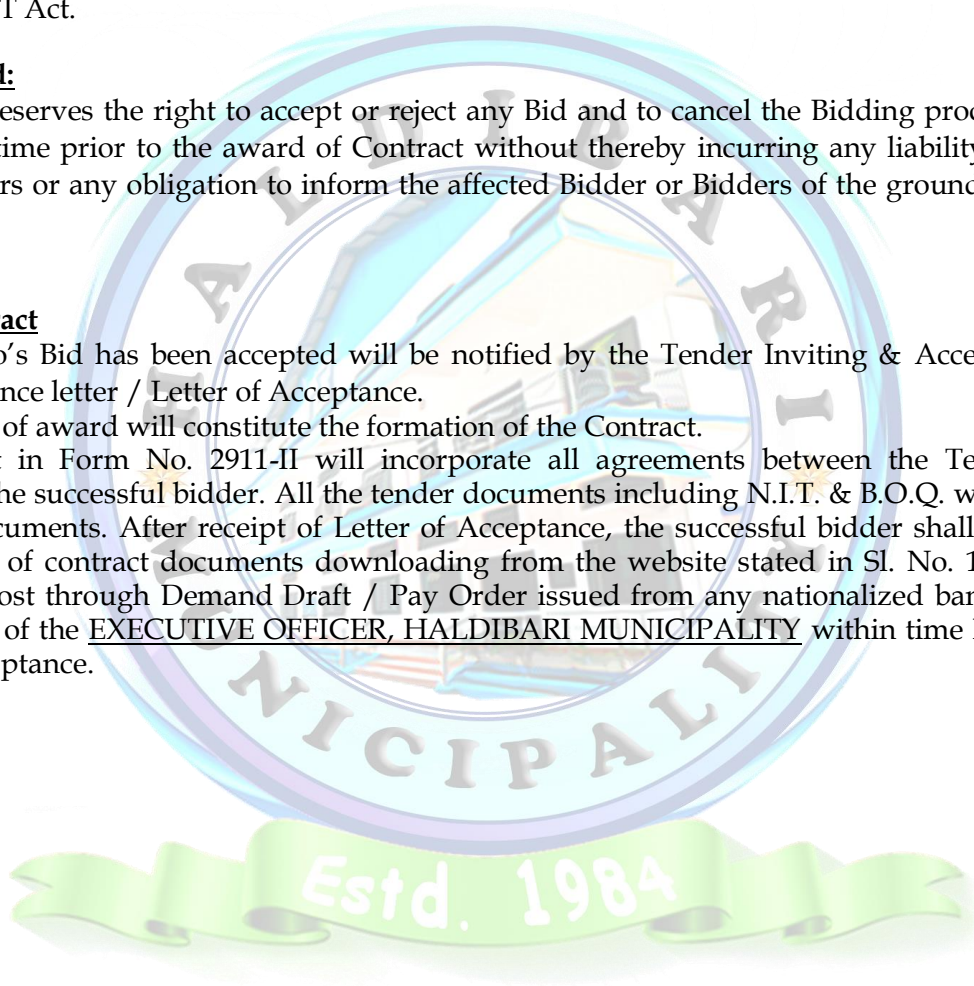 T Act.
d:
eserves the right to accept or reject any Bid and to cancel the Bidding proc
time prior to the award of Contract without thereby incurring any liability
rs or any obligation to inform the affected Bidder or Bidders of the ground
act
o's Bid has been accepted will be notified by the Tender Inviting & Acce
nce letter / Letter of Acceptance.
of award will constitute the formation of the Contract.
t in Form No. 2911-II will incorporate all agreements between the Te
he successful bidder. All the tender documents including N.I.T. & B.O.Q. w
cuments. After receipt of Letter of Acceptance, the successful bidder shall
of contract documents downloading from the website stated in Sl. No. 1
ost through Demand Draft / Pay Order issued from any nationalized ban
of the EXECUTIVE OFFICER, HALDIBARI MUNICIPALITY within time l
ptance.
HALDIBARI
MUNICIPALITY
Estd. 1984